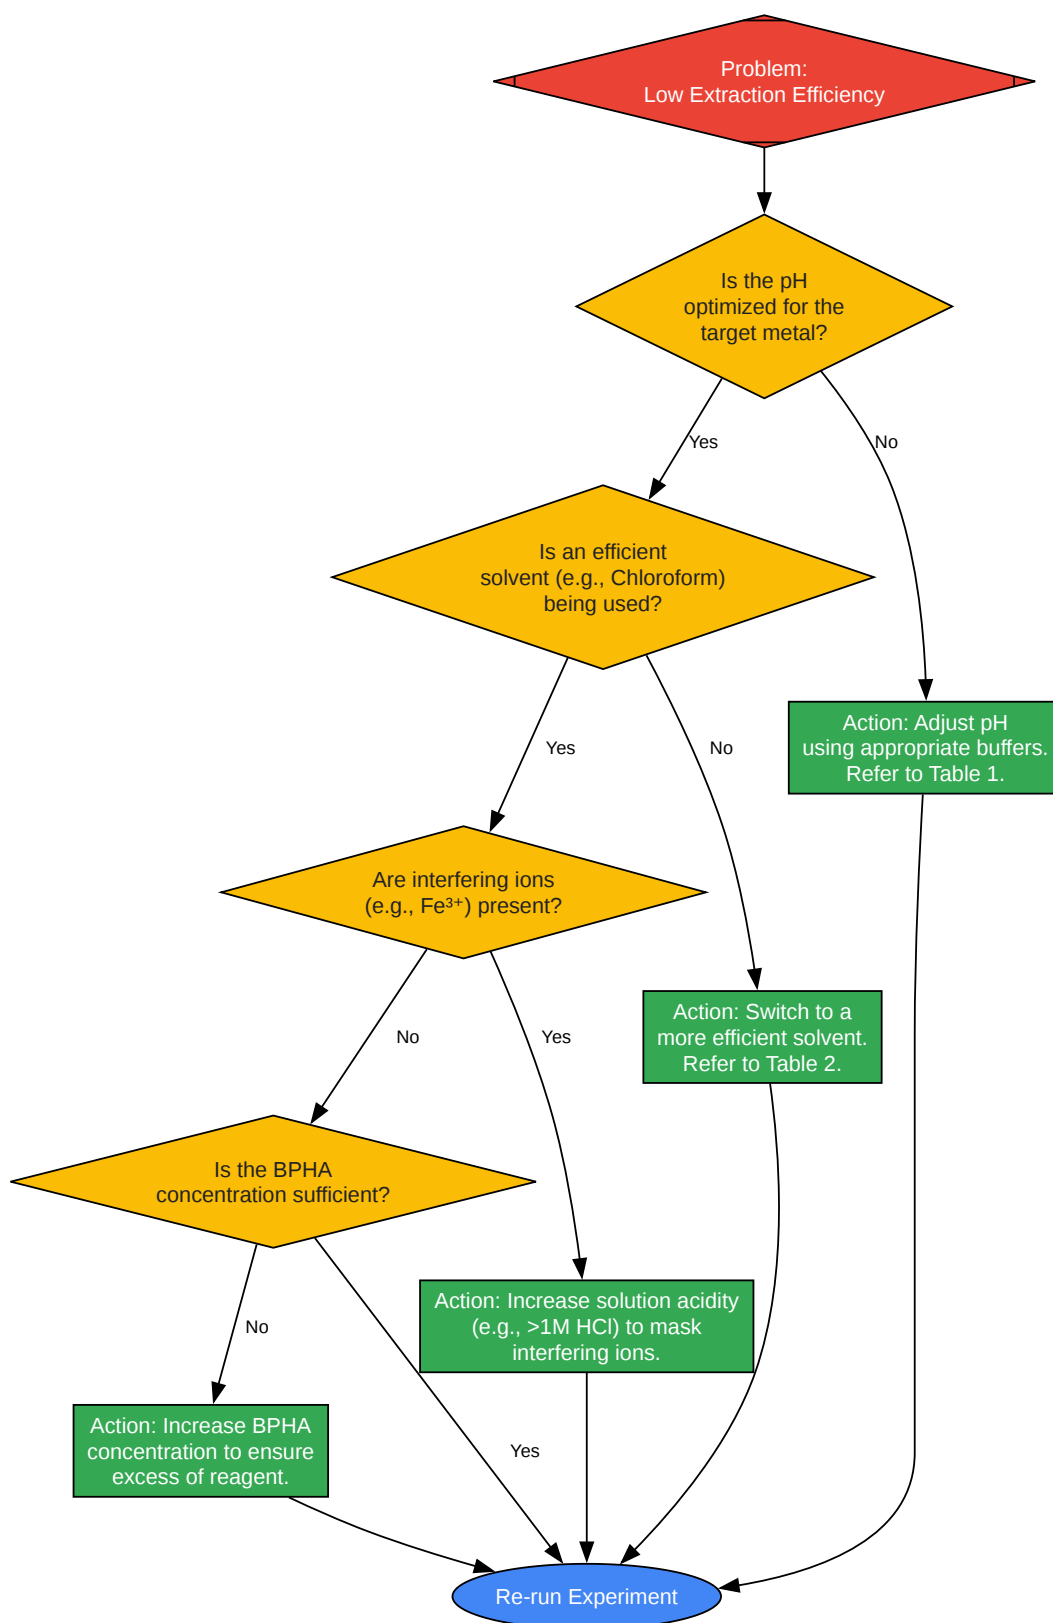 Problem:
Low Extraction Efficiency
Is the pH
optimized for the
target metal?
Yes
No
Is an efficient
solvent (e.g., Chloroform)
being used?
Action: Adjust pH
using appropriate buffers.
Refer to Table 1.
Yes
No
Are interfering ions
(e.g., Fe³⁺) present?
Action: Switch to a
more efficient solvent.
Refer to Table 2.
No
Yes
Is the BPHA
concentration sufficient?
Action: Increase solution acidity
(e.g., >1M HCl) to mask
interfering ions.
No
Yes
Action: Increase BPHA
concentration to ensure
excess of reagent.
Re-run Experiment